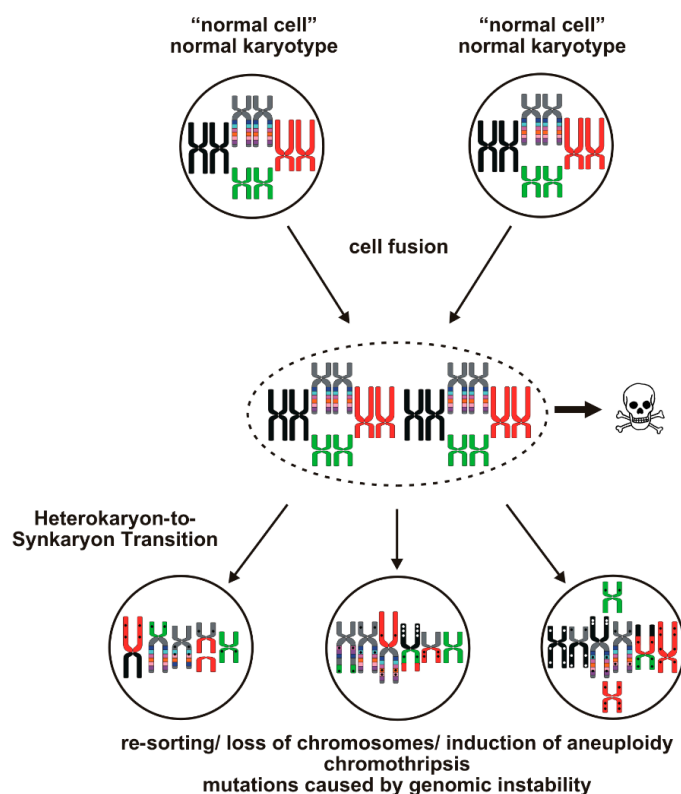 “normal cell”
normal karyotype
“normal cell”
normal karyotype
cell fusion
Heterokaryon-to-
Synkaryon Transition
re-sorting/ loss of chromosomes/ induction of aneuploidy
chromothripsis
mutations caused by genomic instability